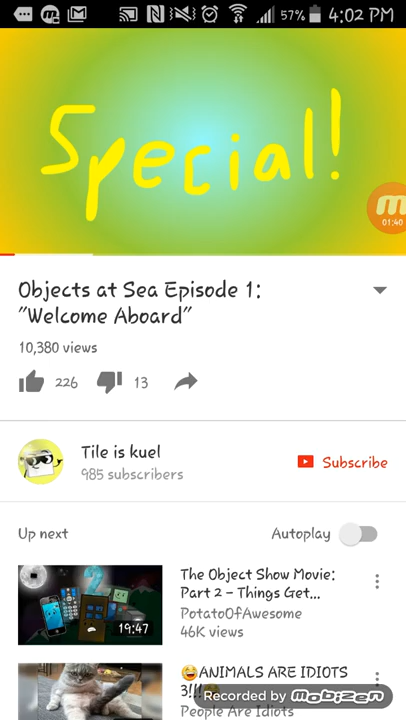 57% 4:02 PM
Special!
01:40
Objects at Sea Episode 1:
"Welcome Aboard"
10,380 views
226 13
Tile is kuel
985 subscribers
Subscribe
Up next Autoplay
The Object Show Movie:
Part 2 – Things Get...
PotatoOfAwesome
46K views
19:47
😄ANIMALS ARE IDIOTS
3!!!
People Are Idiots
Recorded by mobizen